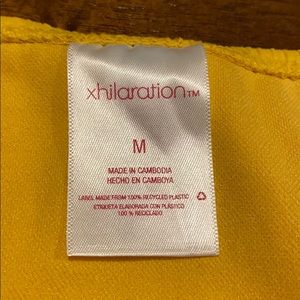 xhilaration™
M
MADE IN CAMBODIA
HECHO EN CAMBOYA
LABEL MADE FROM 100% RECYCLED PLASTIC
ETIQUETA ELABORADA CON PLÁSTICO
100 % RECICLADO